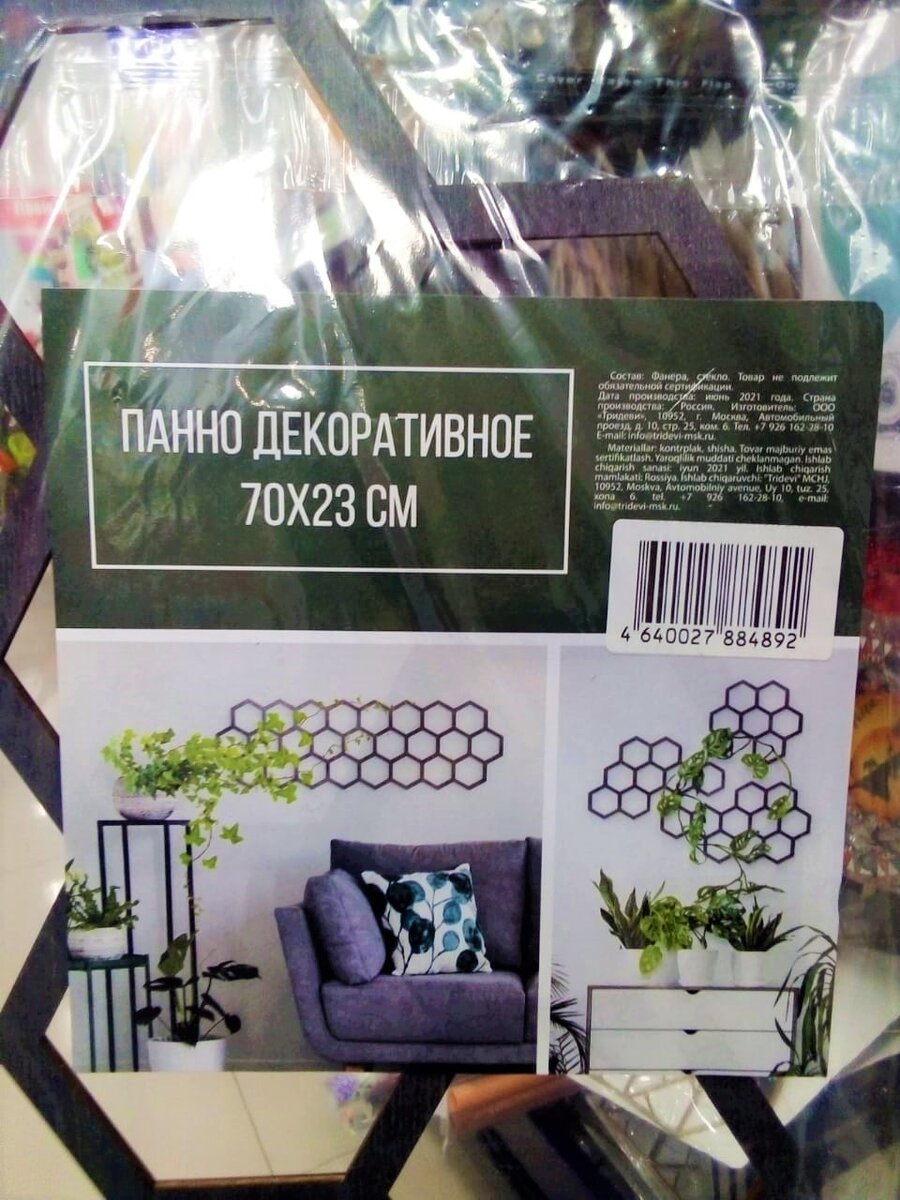 Cover
ПАННО ДЕКОРАТИВНОЕ
70X23 СМ
Состав: Фанера, стекло. Товар не подлежит
обязательной сертификации.
Дата производства: июнь 2021 года. Страна
производства: Россия. Изготовитель: ООО
«Тридеви», 10952, г. Москва, Автомобильный
проезд, д. 10, стр. 25, ком. 6. Тел. +7 926 162-28-10
E-mail: info@tridevi-msk.ru.
Materiallar: kontrplak, shisha. Tovar majburiy emas
sertifikatlash. Yaroqlilik muddati cheklanmagan. Ishlab
chiqarish sanasi: iyun 2021 yil. Ishlab chiqarish
mamlakati: Rossiya. Ishlab chiqaruvchi: "Tridevi" MCHJ,
10952, Moskva, Avtomobilniy avenue, Uy 10, tuz. 25,
xona 6. tel. +7 926 162-28-10, e-mail:
info@tridevi-msk.ru.
4 640027 884892